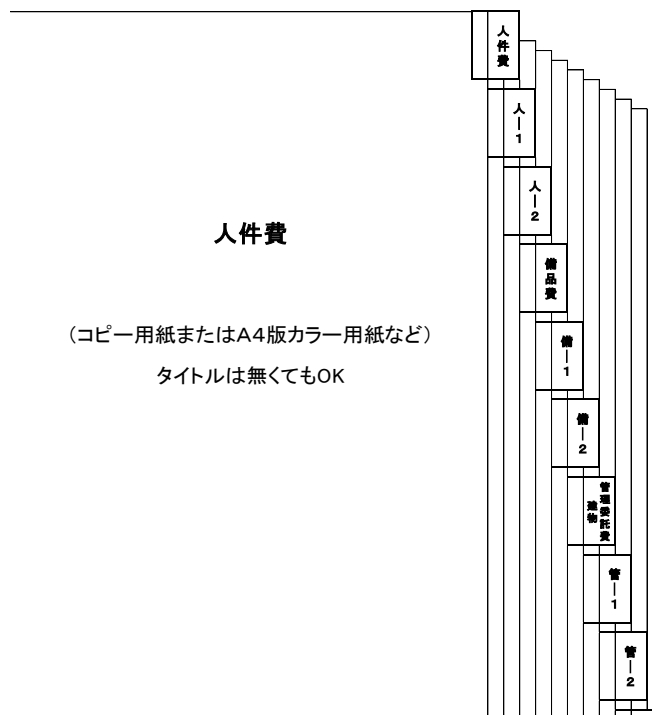 人件費
（コピー用紙またはA4版カラー用紙など）
タイトルは無くてもOK
人件費
人―1
人―2
備品費
備―1
備―2
建物
管理委託費
管―1
管―2